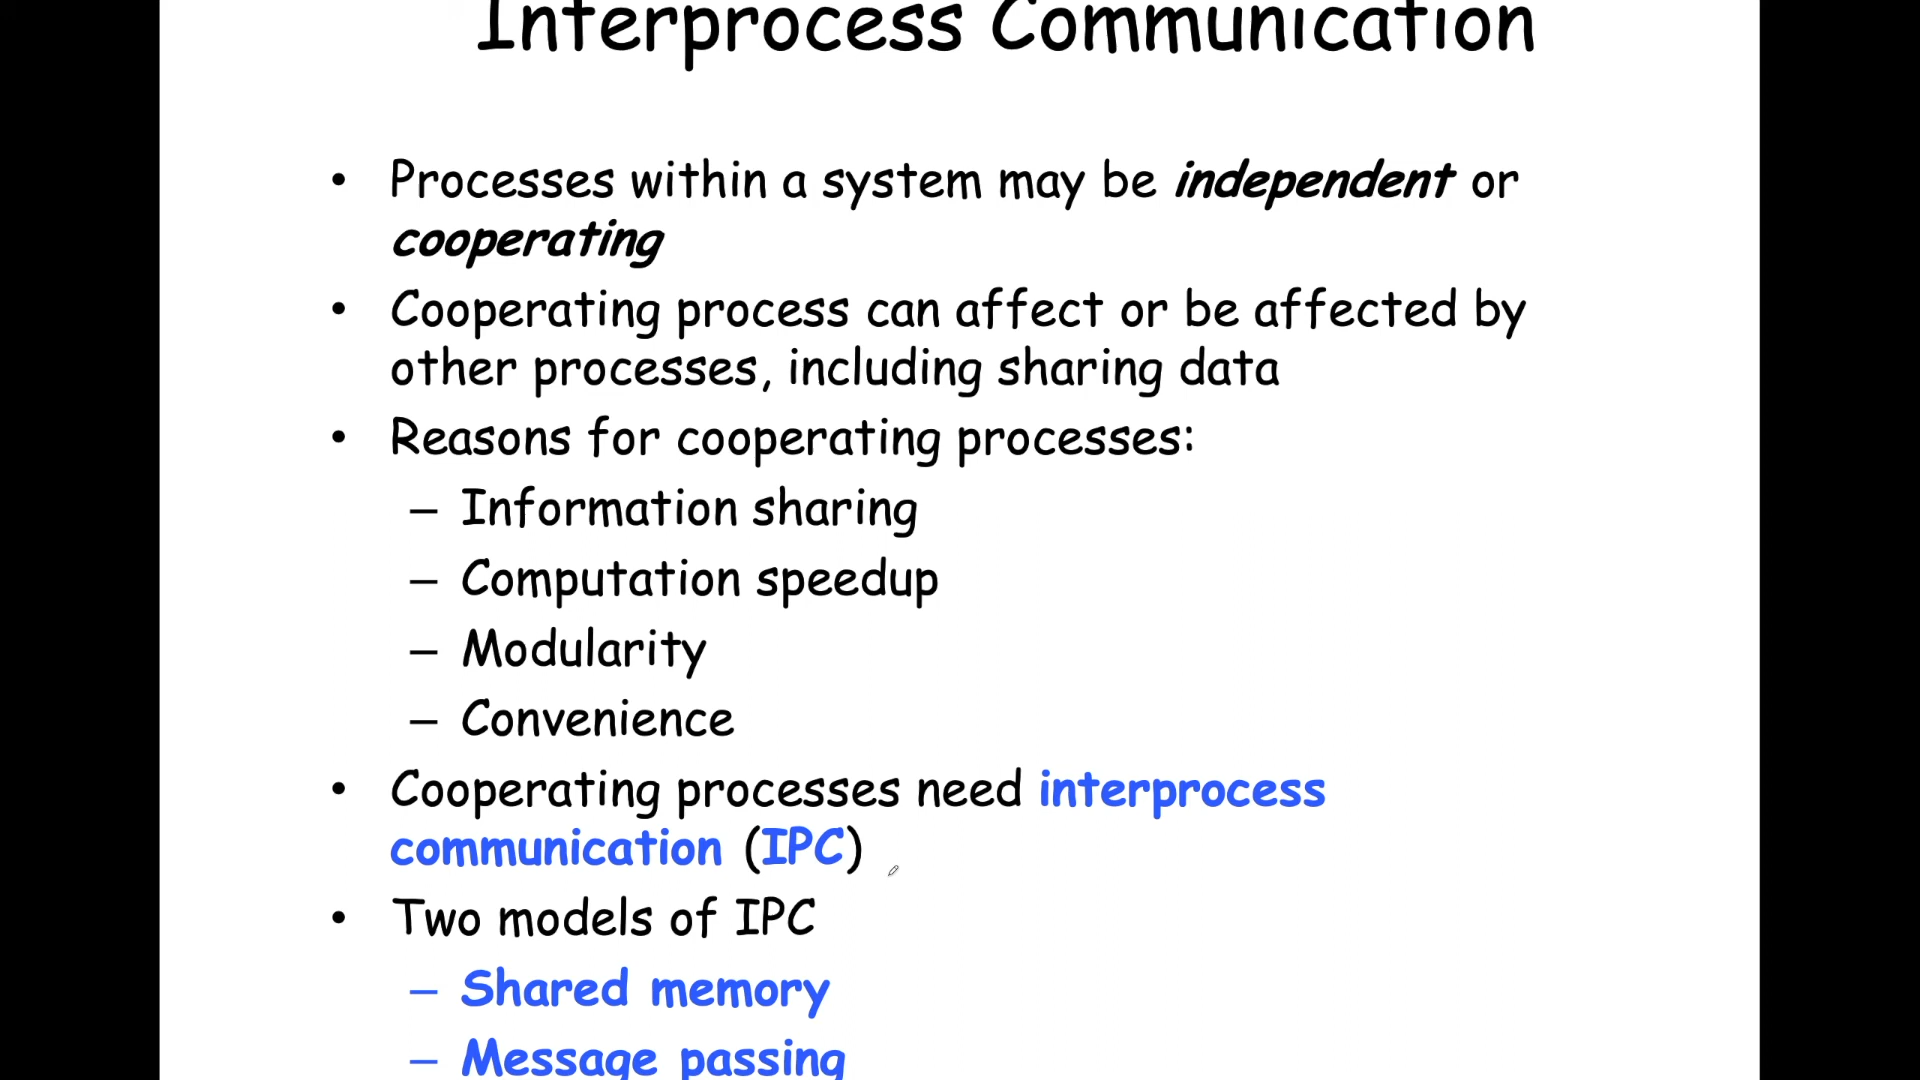 Interprocess Communication
• Processes within a system may be independent or
cooperating
• Cooperating process can affect or be affected by
other processes, including sharing data
• Reasons for cooperating processes:
– Information sharing
– Computation speedup
– Modularity
– Convenience
• Cooperating processes need interprocess
communication (IPC)
• Two models of IPC
– Shared memory
– Message passing